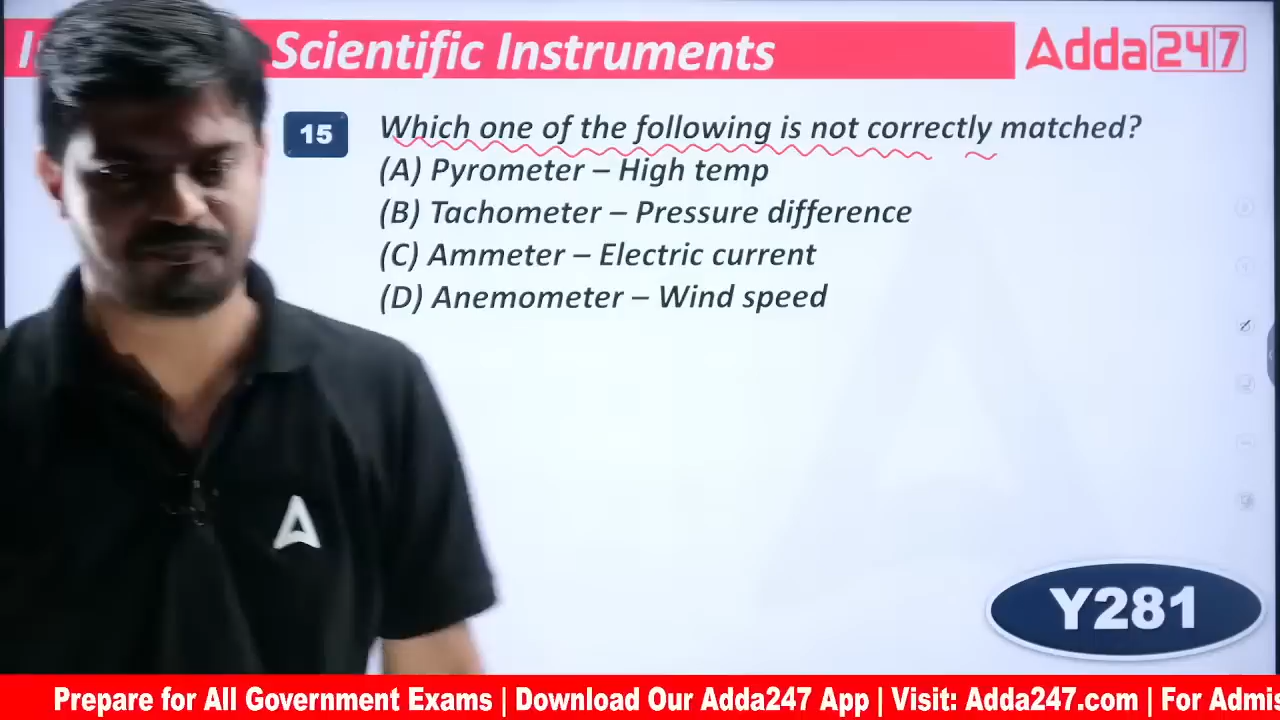 Scientific Instruments
Adda247
15
Which one of the following is not correctly matched?
(A) Pyrometer – High temp
(B) Tachometer – Pressure difference
(C) Ammeter – Electric current
(D) Anemometer – Wind speed
Y281
Prepare for All Government Exams | Download Our Adda247 App | Visit: Adda247.com | For Admis